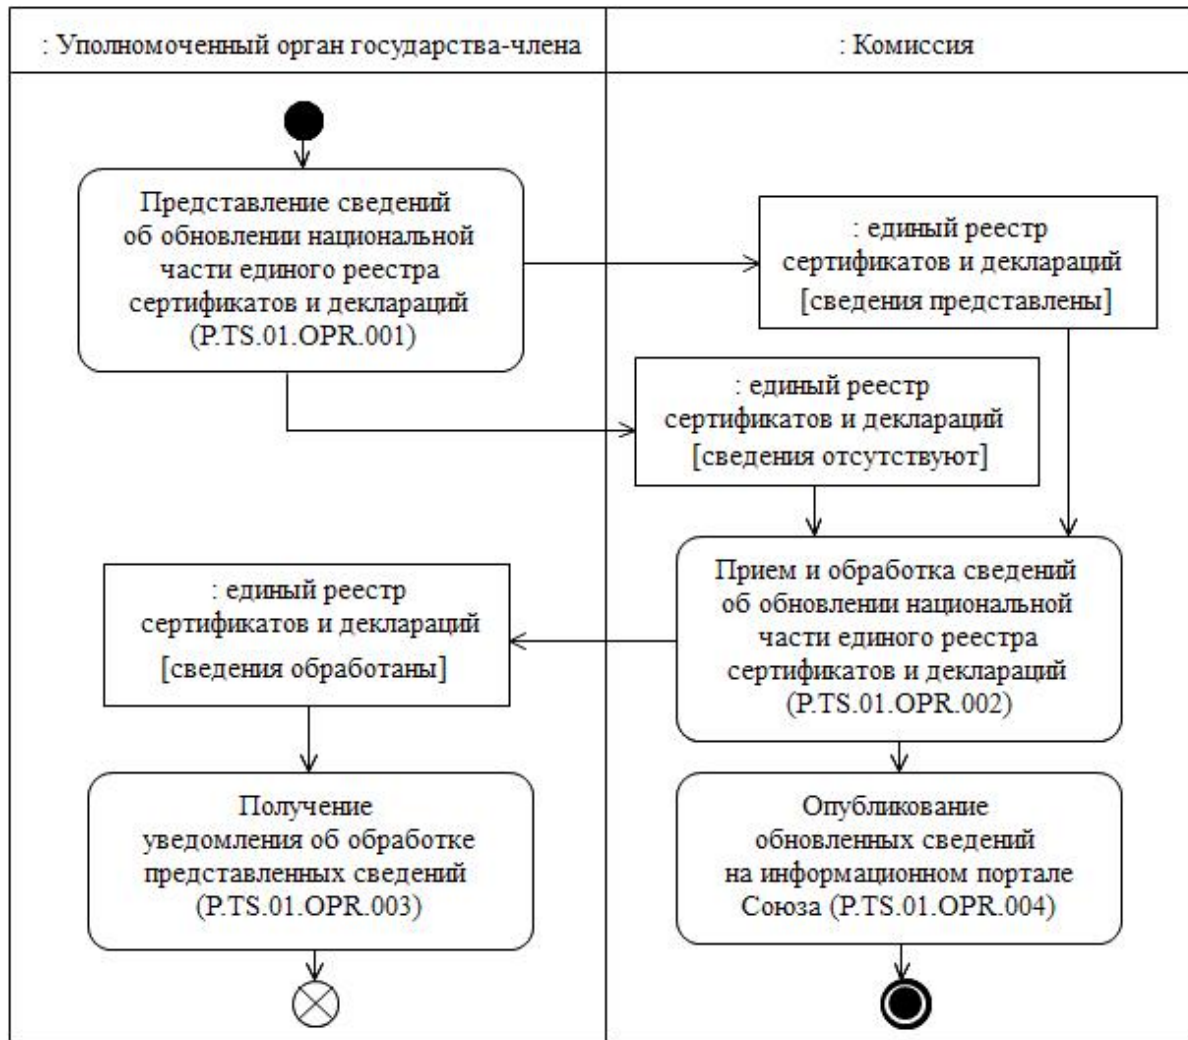 : Уполномоченный орган государства-члена
: Комиссия
Представление сведений
об обновлении национальной
части единого реестра
сертификатов и деклараций
(P.TS.01.OPR.001)
: единый реестр
сертификатов и деклараций
[сведения представлены]
: единый реестр
сертификатов и деклараций
[сведения отсутствуют]
Прием и обработка сведений
об обновлении национальной
части единого реестра
сертификатов и деклараций
(P.TS.01.OPR.002)
: единый реестр
сертификатов и деклараций
[сведения обработаны]
Получение
уведомления об обработке
представленных сведений
(P.TS.01.OPR.003)
Опубликование
обновленных сведений
на информационном портале
Союза (P.TS.01.OPR.004)